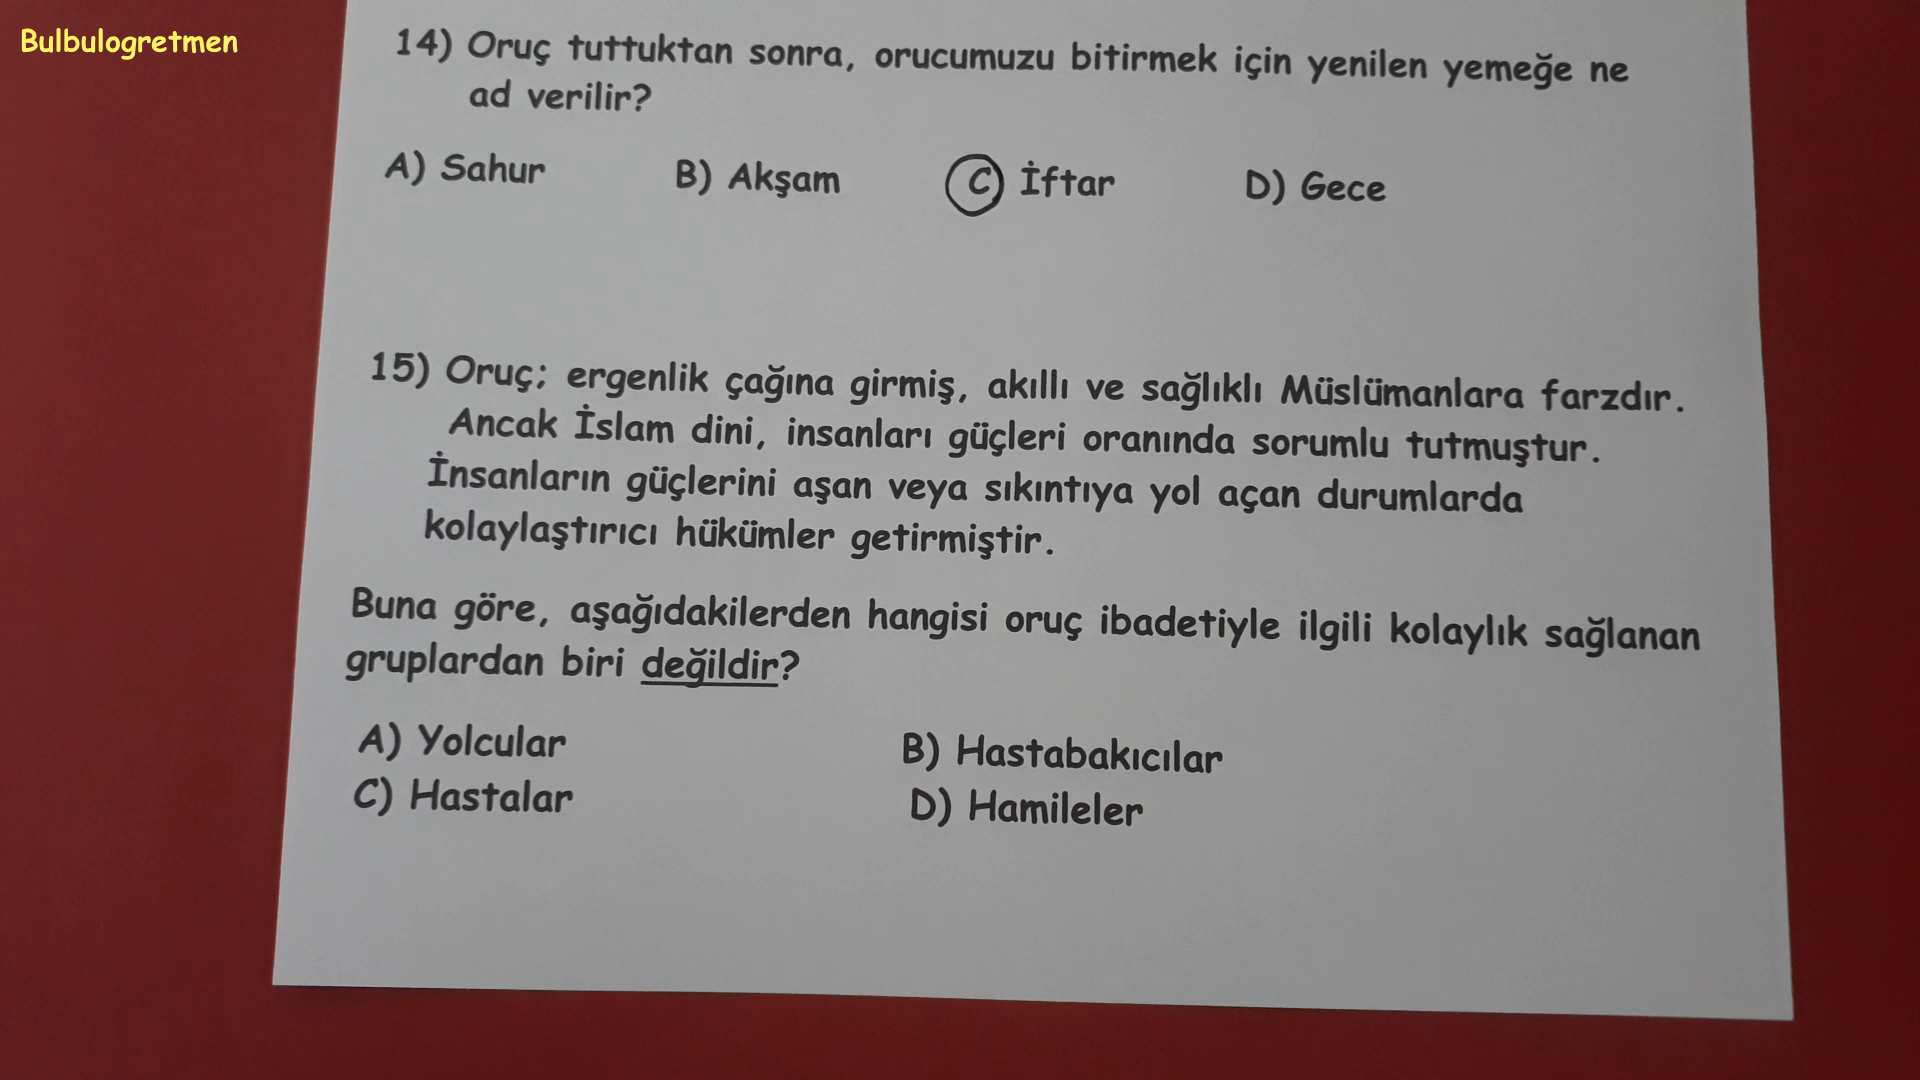 Bulbulogretmen
14) Oruç tuttuktan sonra, orucumuzu bitirmek için yenilen yemeğe ne
ad verilir?
A) Sahur B) Akşam C) İftar D) Gece
15) Oruç; ergenlik çağına girmiş, akıllı ve sağlıklı Müslümanlara farzdır.
Ancak İslam dini, insanları güçleri oranında sorumlu tutmuştur.
İnsanların güçlerini aşan veya sıkıntıya yol açan durumlarda
kolaylaştırıcı hükümler getirmiştir.
Buna göre, aşağıdakilerden hangisi oruç ibadetiyle ilgili kolaylık sağlanan
gruplardan biri değildir?
A) Yolcular B) Hastabakıcılar
C) Hastalar D) Hamileler